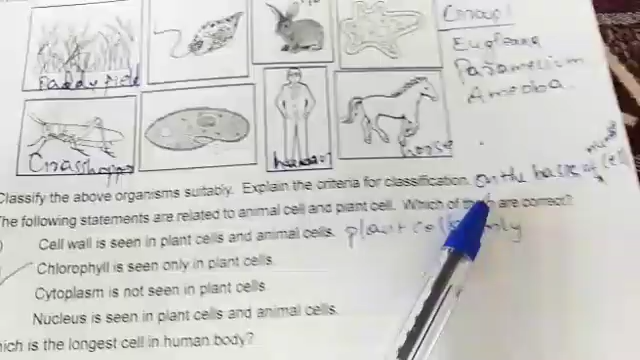 Group 1
Eugleana
Paramecium
Amoeba
Paddy field
Grasshopper
horse
Classify the above organisms suitably. Explain the criteria for classification. on the basis of cell
The following statements are related to animal cell and plant cell. Which of are correct?
Cell wall is seen in plant cells and animal cells. plant cells only
Chlorophyll is seen only in plant cells.
Cytoplasm is not seen in plant cells.
Nucleus is seen in plant cells and animal cells.
is the longest cell in human body?